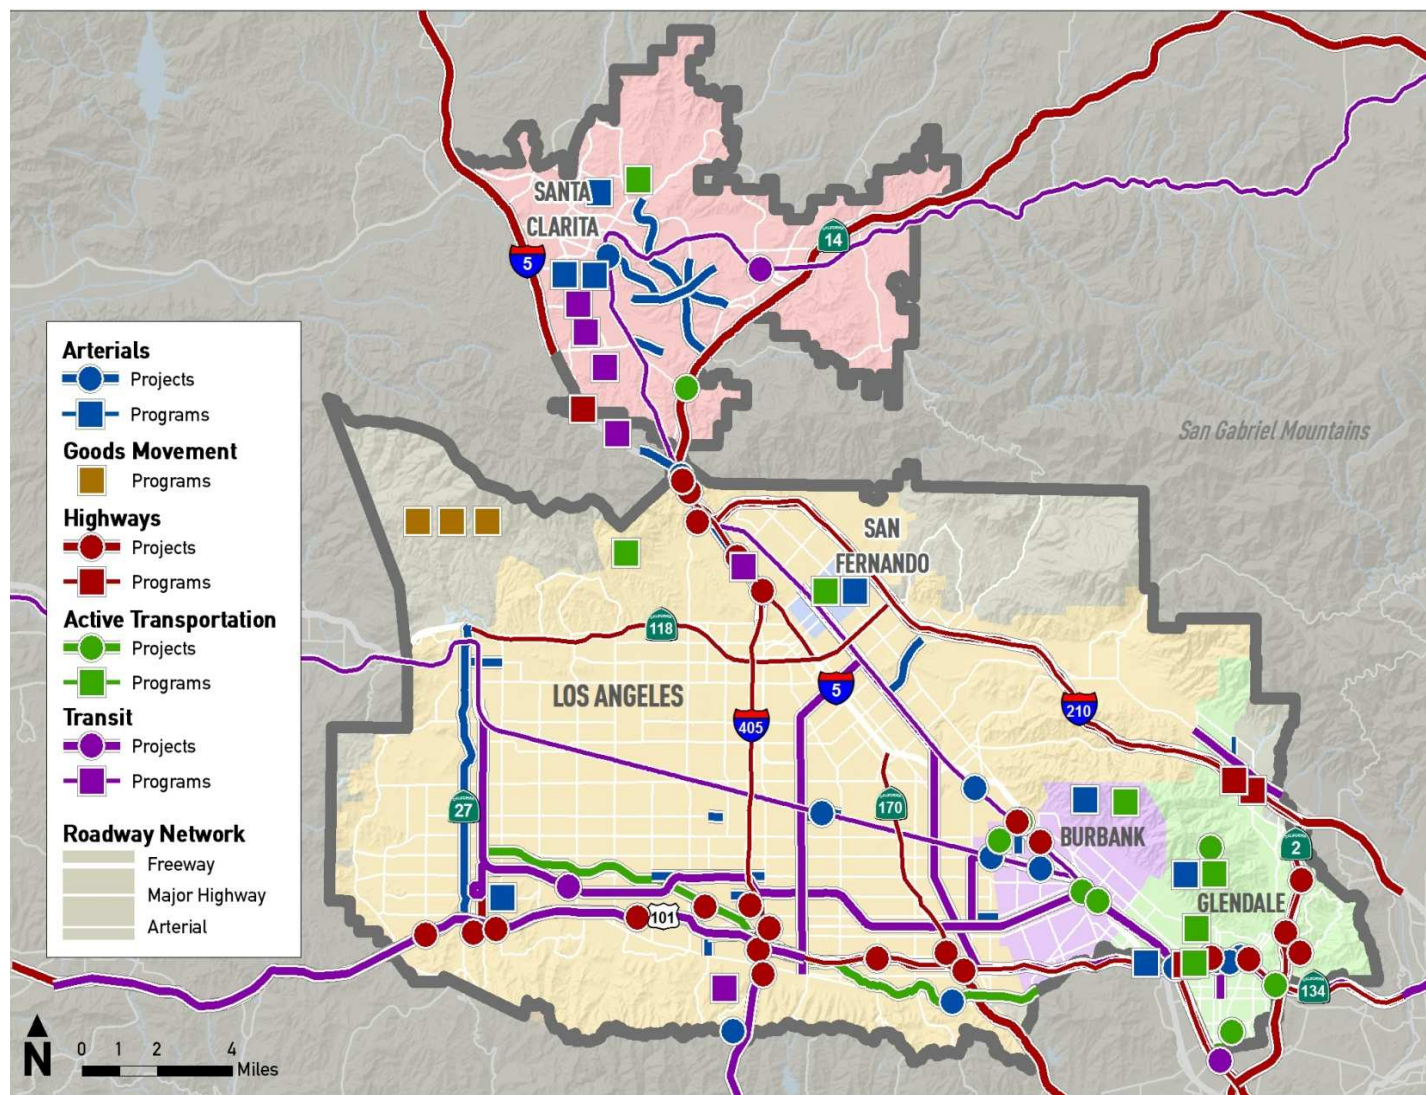 SANTA
CLARITA
5
14
San Gabriel Mountains
Arterials
Projects
Programs
Goods Movement
Programs
Highways
Projects
Programs
Active Transportation
Projects
Programs
Transit
Projects
Programs
Roadway Network
Freeway
Major Highway
Arterial
SAN
FERNANDO
CALIFORNIA
118
LOS ANGELES
5
405
210
27
170
BURBANK
2
GLENDALE
101
134
N
0 1 2 4
Miles